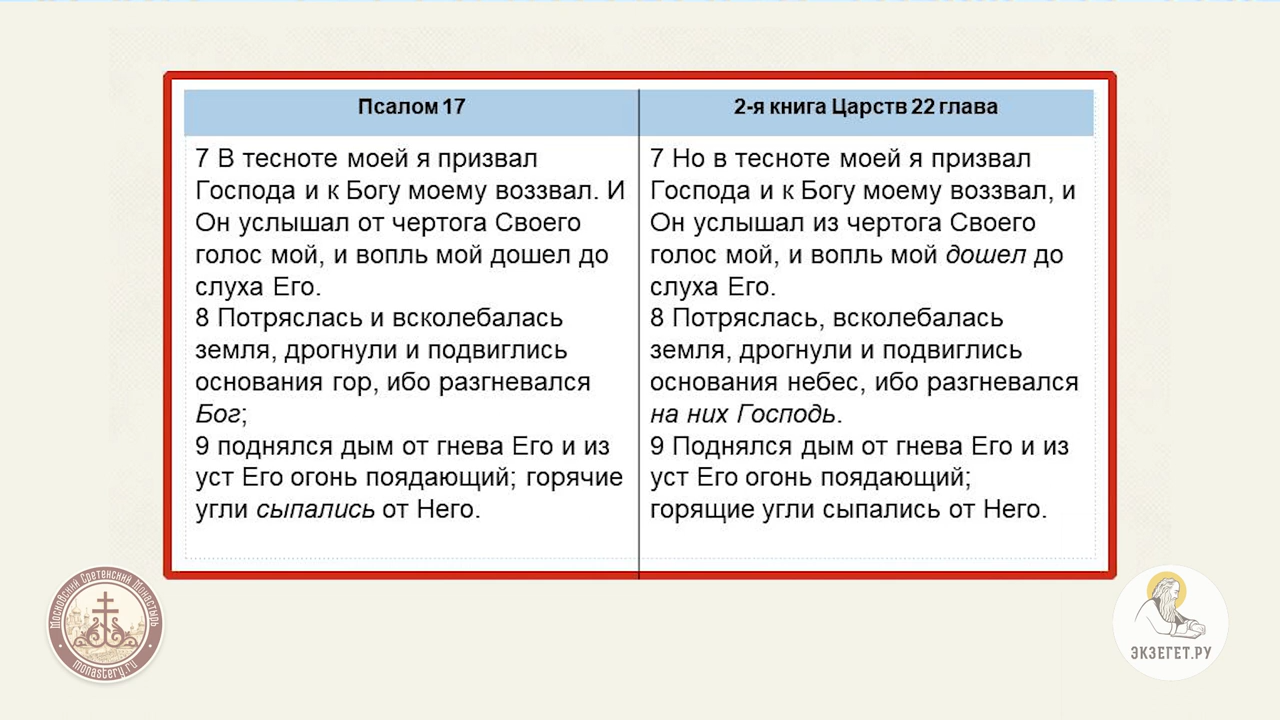 Псалом 17
7 В тесноте моей я призвал
Господа и к Богу моему воззвал. И
Он услышал от чертога Своего
голос мой, и вопль мой дошел до
слуха Его.
8 Потряслась и всколебалась
земля, дрогнули и подвиглись
основания гор, ибо разгневался
Бог;
9 поднялся дым от гнева Его и из
уст Его огонь поядающий; горячие
угли сыпались от Него.
2-я книга Царств 22 глава
7 Но в тесноте моей я призвал
Господа и к Богу моему воззвал, и
Он услышал из чертога Своего
голос мой, и вопль мой дошел до
слуха Его.
8 Потряслась, всколебалась
земля, дрогнули и подвиглись
основания небес, ибо разгневался
на них Господь.
9 Поднялся дым от гнева Его и из
уст Его огонь поядающий;
горящие угли сыпались от Него.
Московский Сретенский Монастырь
monastery.ru
ЭКЗЕГЕТ.РУ